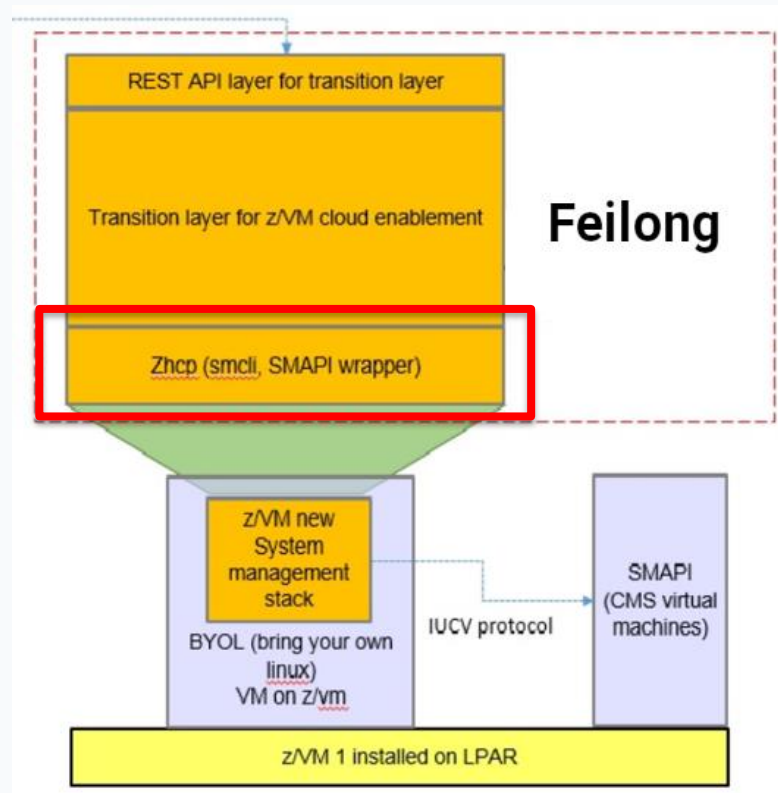 REST API layer for transition layer
Transition layer for z/VM cloud enablement
Feilong
Zhcp (smcli, SMAPI wrapper)
z/VM new
System
management
stack
BYOL (bring your own
linux)
VM on z/vm
IUCV protocol
SMAPI
(CMS virtual
machines)
z/VM 1 installed on LPAR